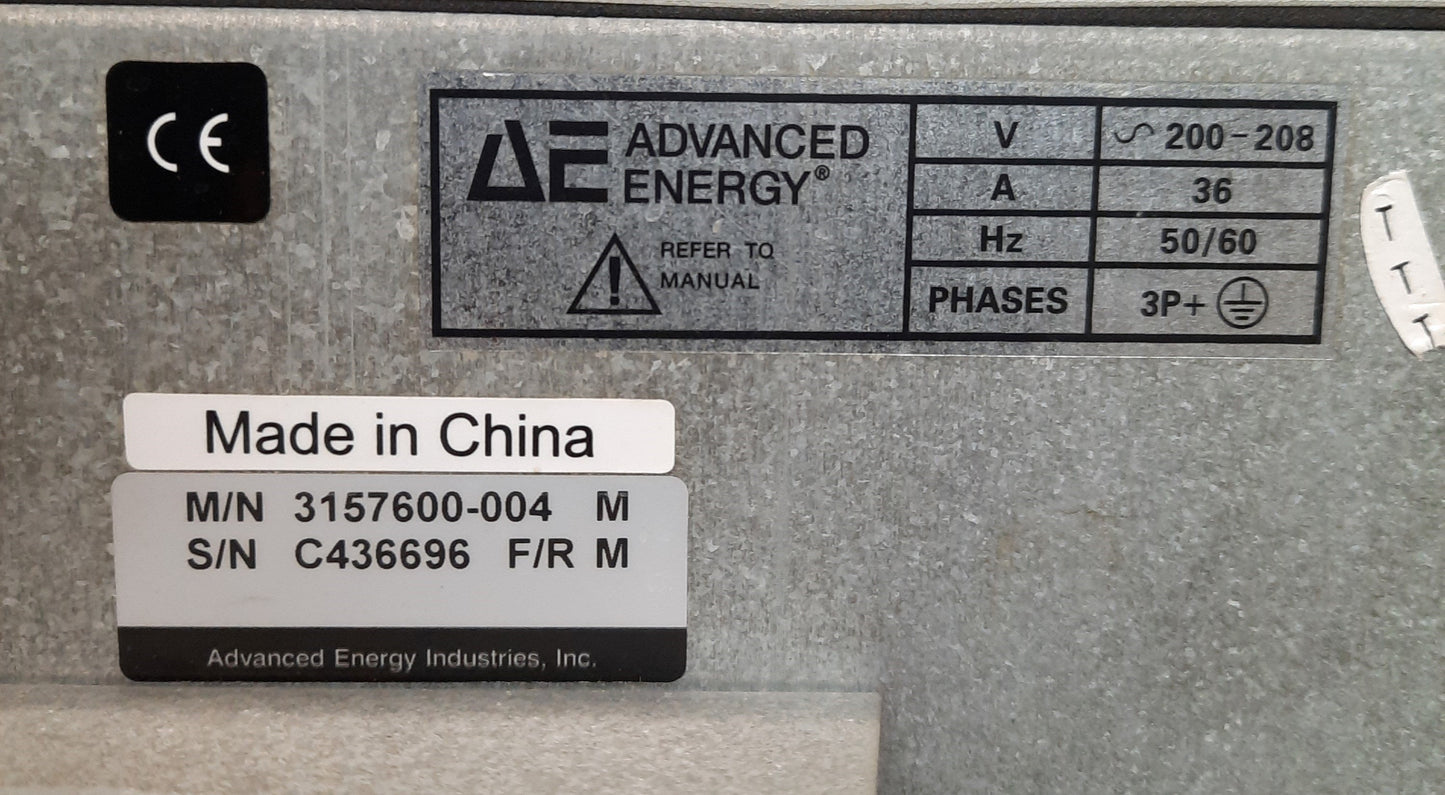 CE
AE ADVANCED
ENERGY®
REFER TO
MANUAL
V ∿ 200-208
A 36
Hz 50/60
PHASES 3P+ ⏚
T
T
T
Made in China
M/N 3157600-004 M
S/N C436696 F/R M
Advanced Energy Industries, Inc.